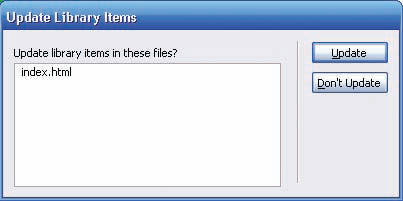 Update Library Items
Update library items in these files?
index.html
Update
Don't Update